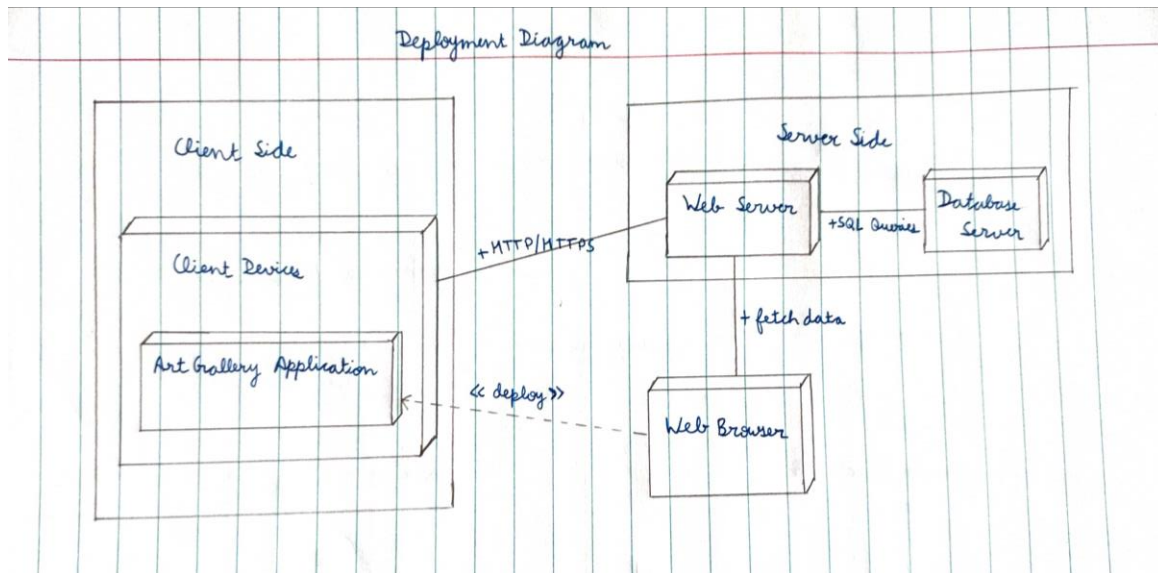 Deployment Diagram
Client Side
Client Devices
Art Gallery Application
+HTTP/HTTPS
<< deploy >>
Server Side
Web Server
+SQL Queries
Database
Server
+ fetch data
Web Browser